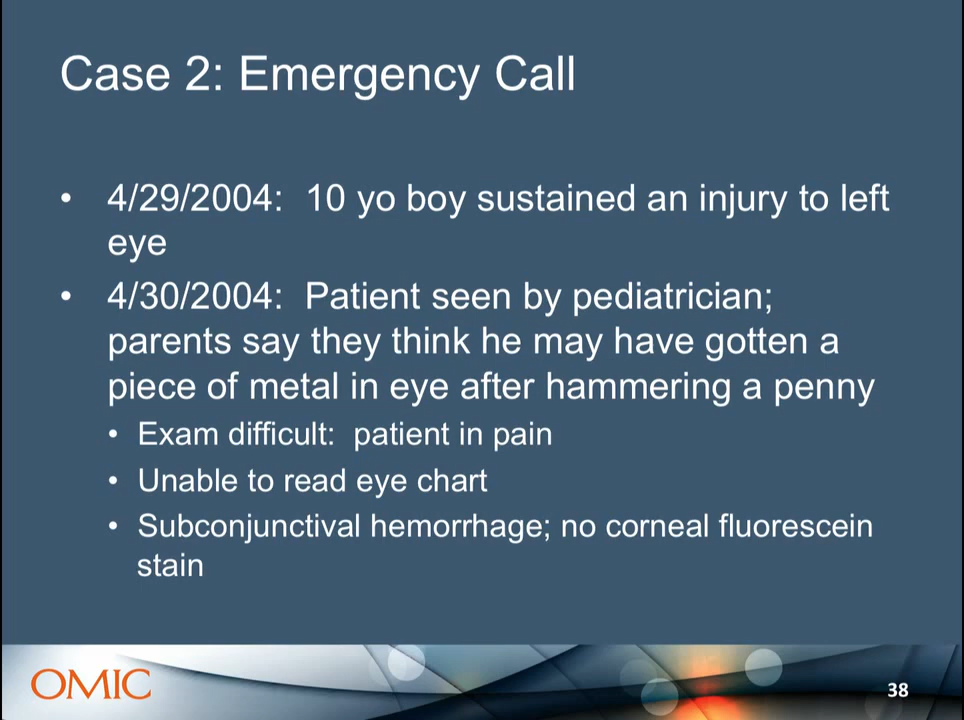 Case 2: Emergency Call
• 4/29/2004: 10 yo boy sustained an injury to left
eye
• 4/30/2004: Patient seen by pediatrician;
parents say they think he may have gotten a
piece of metal in eye after hammering a penny
• Exam difficult: patient in pain
• Unable to read eye chart
• Subconjunctival hemorrhage; no corneal fluorescein
stain
OMIC
38